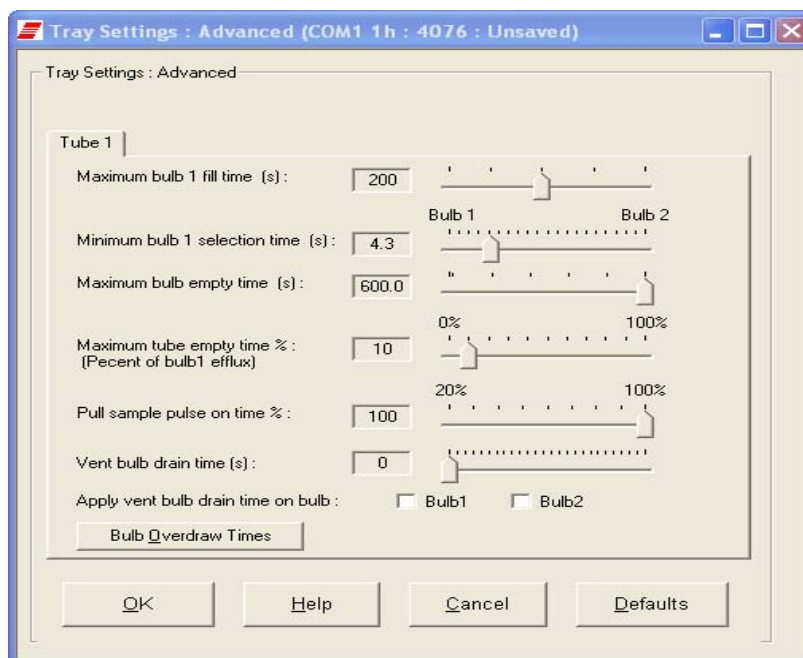 Tray Settings : Advanced (COM1 1h : 4076 : Unsaved)
Tray Settings : Advanced
Tube 1
Maximum bulb 1 fill time (s) : 200
Bulb 1 Bulb 2
Minimum bulb 1 selection time (s) : 4.3
Maximum bulb empty time (s) : 600.0
0% 100%
Maximum tube empty time % : 10
(Pecent of bulb1 efflux)
20% 100%
Pull sample pulse on time % : 100
Vent bulb drain time (s) : 0
Apply vent bulb drain time on bulb : Bulb1 Bulb2
Bulb Overdraw Times
OK Help Cancel Defaults